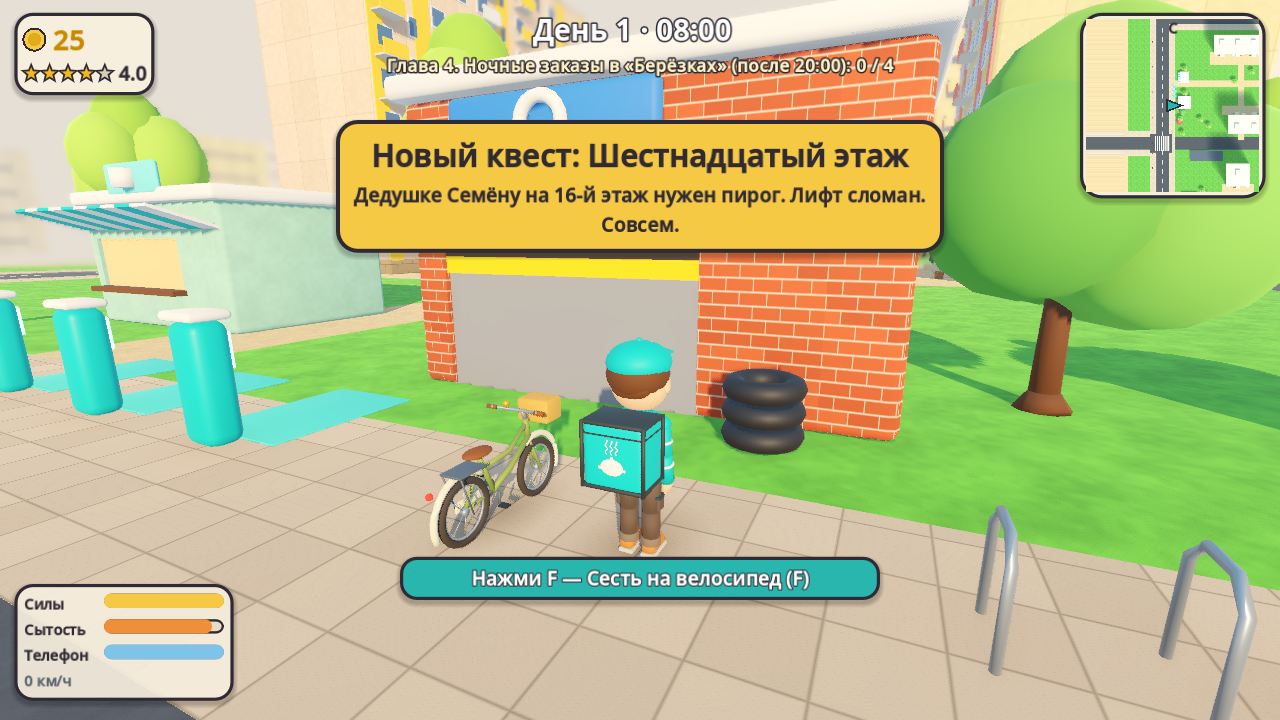 25
4.0
День 1 · 08:00
Глава 4. Ночные заказы в «Берёзках» (после 20:00): 0 / 4
С
Новый квест: Шестнадцатый этаж
Дедушке Семёну на 16-й этаж нужен пирог. Лифт сломан.
Совсем.
Нажми F — Сесть на велосипед (F)
Силы
Сытость
Телефон
0 км/ч